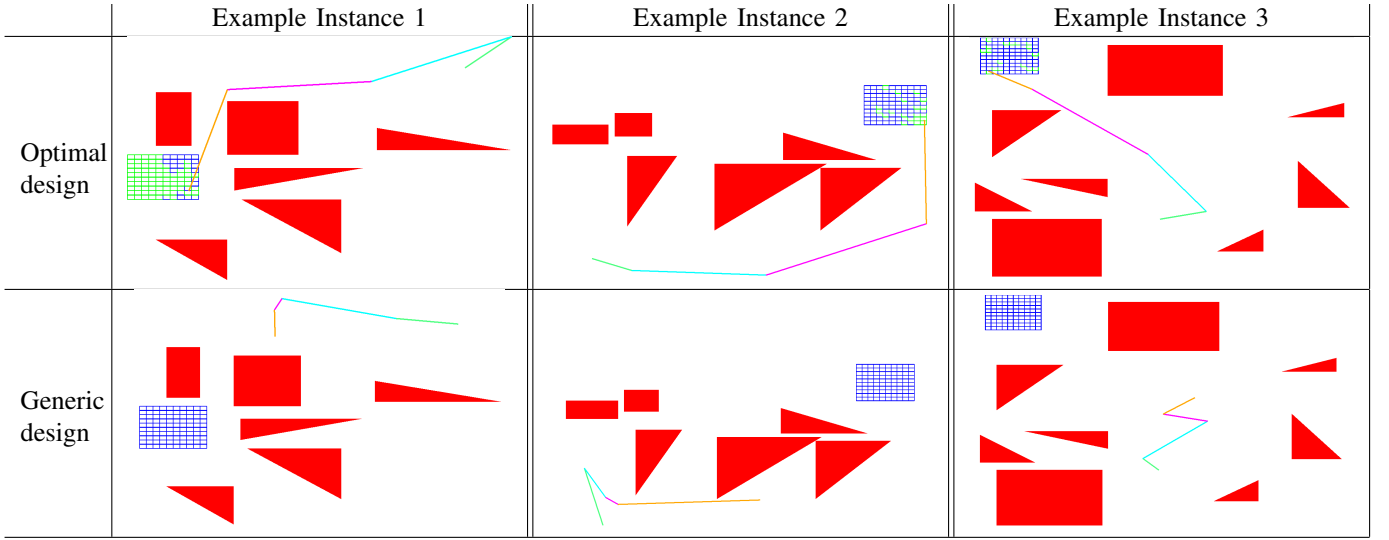 Example Instance 1
Example Instance 2
Example Instance 3
Optimal
design
Generic
design